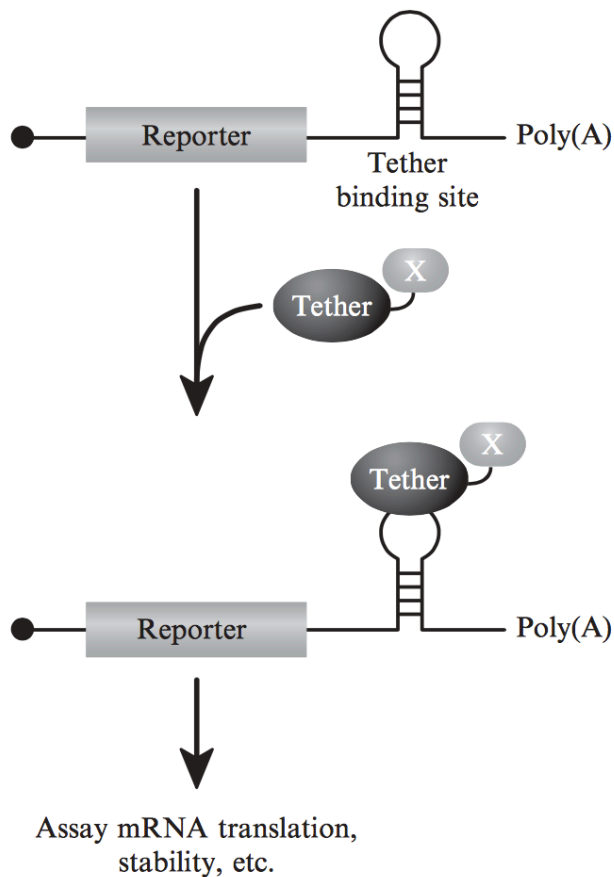 Reporter
Poly(A)
Tether
binding site
X
Tether
X
Tether
Reporter
Poly(A)
Assay mRNA translation,
stability, etc.